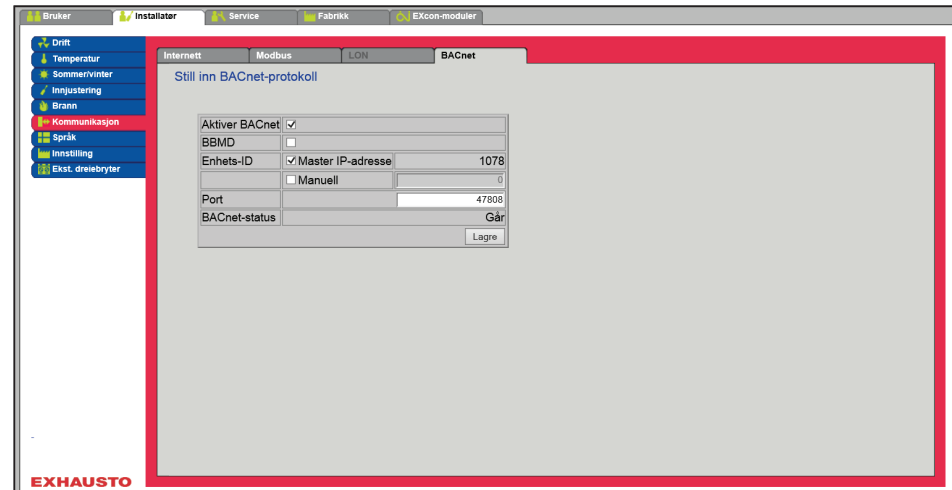 Bruker Installatør Service Fabrikk EXcon-moduler
Drift
Temperatur
Sommer/vinter
Innjustering
Brann
Kommunikasjon
Språk
Innstilling
Ekst. dreiebryter
Internett Modbus LON BACnet
Still inn BACnet-protokoll
Aktiver BACnet
BBMD
Enhets-ID Master IP-adresse 1078
Manuell 0
Port 47808
BACnet-status Går
Lagre
-
EXHAUSTO